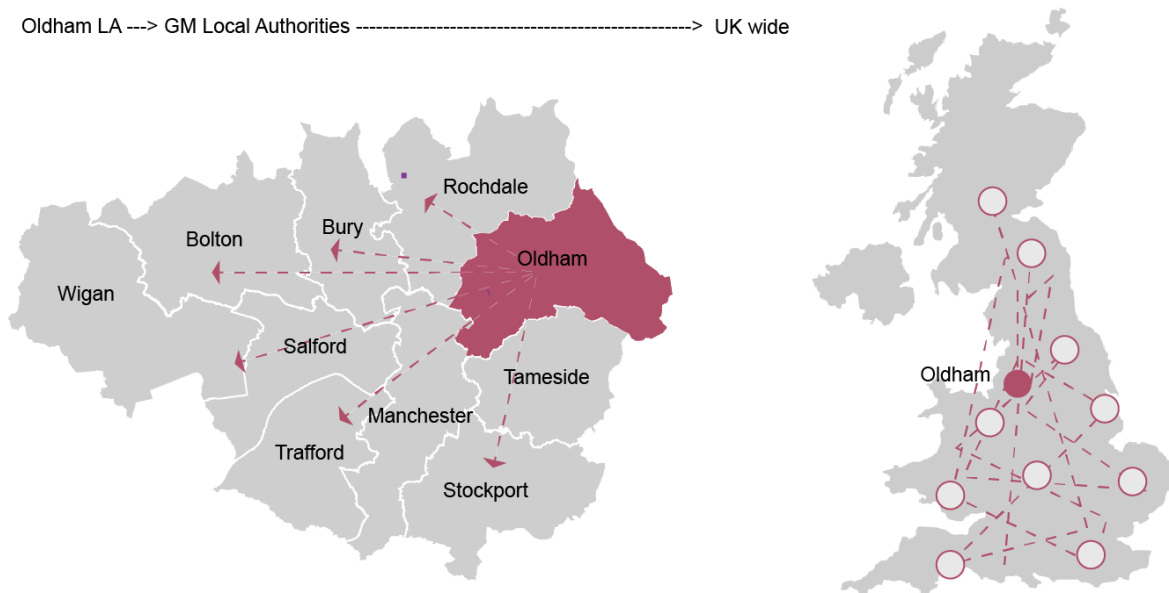 Oldham LA ---> GM Local Authorities ----------------------------------------------------> UK wide
Rochdale
Bury
Bolton
Oldham
Wigan
Salford
Tameside
Manchester
Trafford
Stockport
Oldham